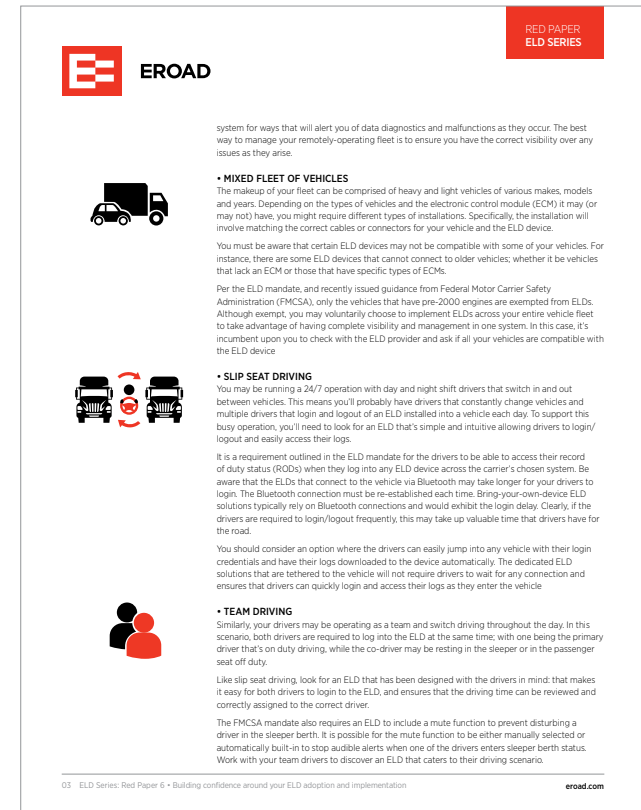 RED PAPER
ELD SERIES
EROAD
system for ways that will alert you of data diagnostics and malfunctions as they occur. The best
way to manage your remotely-operating fleet is to ensure you have the correct visibility over any
issues as they arise.
• MIXED FLEET OF VEHICLES
The makeup of your fleet can be comprised of heavy and light vehicles of various makes, models
and years. Depending on the types of vehicles and the electronic control module (ECM) it may (or
may not) have, you might require different types of installations. Specifically, the installation will
involve matching the correct cables or connectors for your vehicle and the ELD device.
You must be aware that certain ELD devices may not be compatible with some of your vehicles. For
instance, there are some ELD devices that cannot connect to older vehicles; whether it be vehicles
that lack an ECM or those that have specific types of ECMs.
Per the ELD mandate, and recently issued guidance from Federal Motor Carrier Safety
Administration (FMCSA), only the vehicles that have pre-2000 engines are exempted from ELDs.
Although exempt, you may voluntarily choose to implement ELDs across your entire vehicle fleet
to take advantage of having complete visibility and management in one system. In this case, it's
incumbent upon you to check with the ELD provider and ask if all your vehicles are compatible with
the ELD device
• SLIP SEAT DRIVING
You may be running a 24/7 operation with day and night shift drivers that switch in and out
between vehicles. This means you'll probably have drivers that constantly change vehicles and
multiple drivers that login and logout of an ELD installed into a vehicle each day. To support this
busy operation, you'll need to look for an ELD that's simple and intuitive allowing drivers to login/
logout and easily access their logs.
It is a requirement outlined in the ELD mandate for the drivers to be able to access their record
of duty status (RODs) when they log into any ELD device across the carrier's chosen system. Be
aware that the ELDs that connect to the vehicle via Bluetooth may take longer for your drivers to
login. The Bluetooth connection must be re-established each time. Bring-your-own-device ELD
solutions typically rely on Bluetooth connections and would exhibit the login delay. Clearly, if the
drivers are required to login/logout frequently, this may take up valuable time that drivers have for
the road.
You should consider an option where the drivers can easily jump into any vehicle with their login
credentials and have their logs downloaded to the device automatically. The dedicated ELD
solutions that are tethered to the vehicle will not require drivers to wait for any connection and
ensures that drivers can quickly login and access their logs as they enter the vehicle
• TEAM DRIVING
Similarly, your drivers may be operating as a team and switch driving throughout the day. In this
scenario, both drivers are required to log into the ELD at the same time; with one being the primary
driver that's on duty driving, while the co-driver may be resting in the sleeper or in the passenger
seat off duty.
Like slip seat driving, look for an ELD that has been designed with the drivers in mind: that makes
it easy for both drivers to login to the ELD, and ensures that the driving time can be reviewed and
correctly assigned to the correct driver.
The FMCSA mandate also requires an ELD to include a mute function to prevent disturbing a
driver in the sleeper berth. It is possible for the mute function to be either manually selected or
automatically built-in to stop audible alerts when one of the drivers enters sleeper berth status.
Work with your team drivers to discover an ELD that caters to their driving scenario.
03 ELD Series: Red Paper 6 • Building confidence around your ELD adoption and implementation
eroad.com